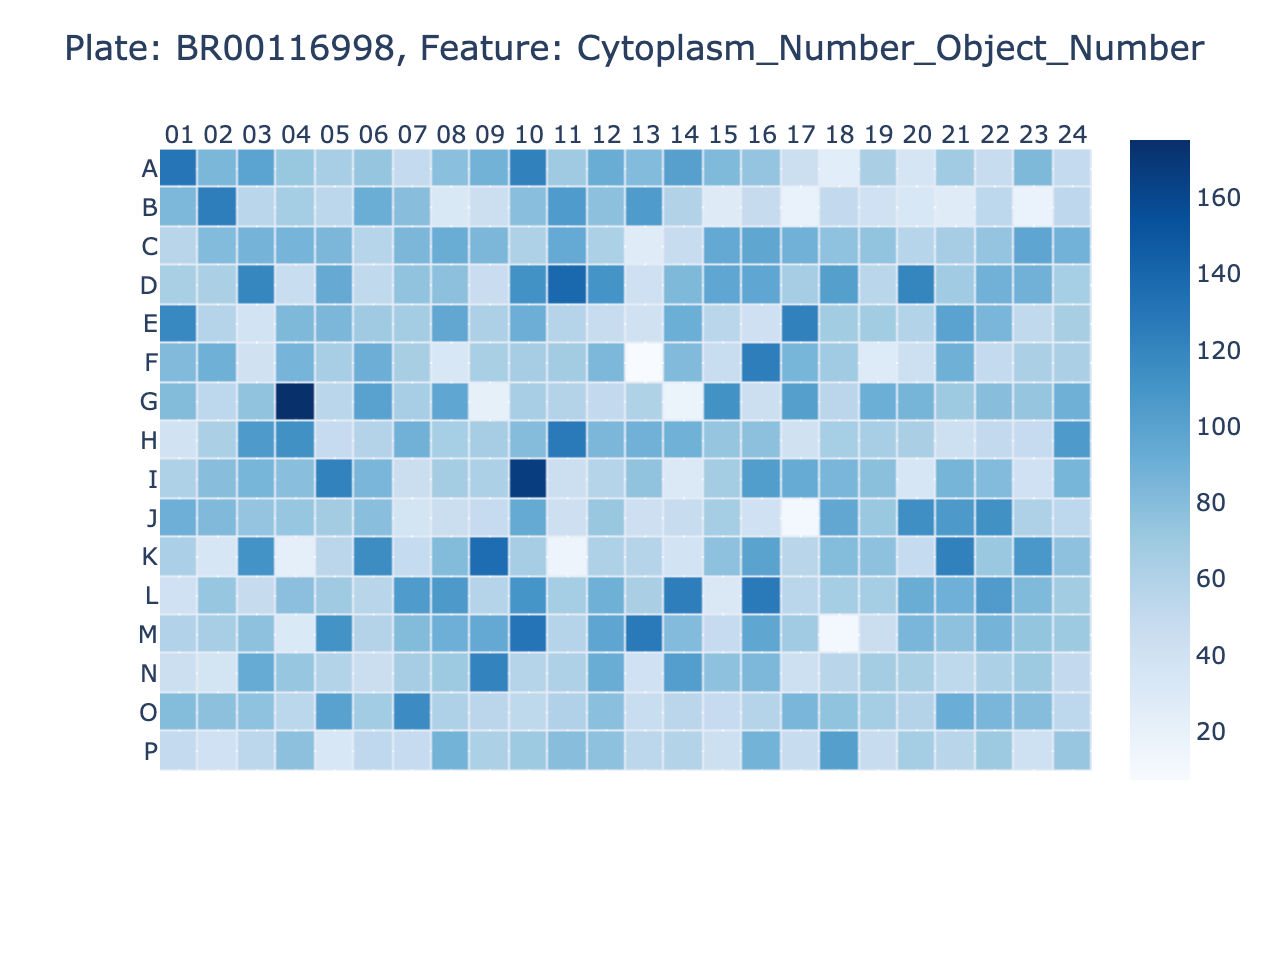 Plate: BR00116998, Feature: Cytoplasm_Number_Object_Number
01 02 03 04 05 06 07 08 09 10 11 12 13 14 15 16 17 18 19 20 21 22 23 24
A
B
C
D
E
F
G
H
I
J
K
L
M
N
O
P
160
140
120
100
80
60
40
20